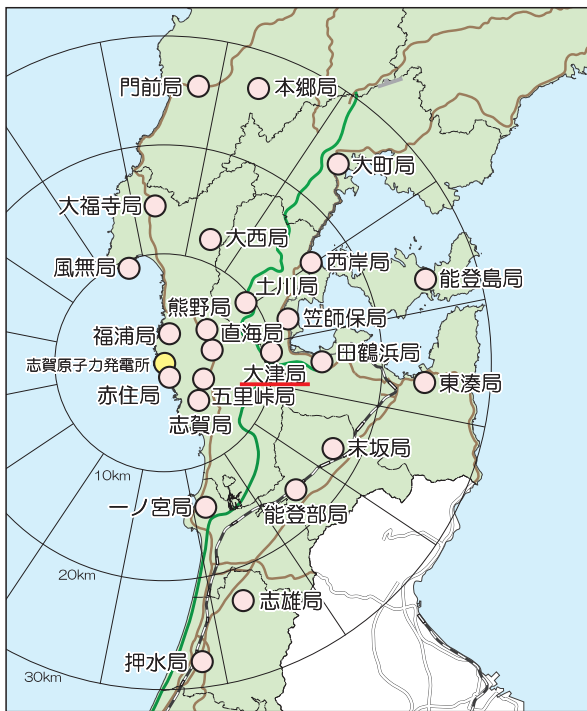 門前局
本郷局
大町局
大福寺局
大西局
西岸局
風無局
能登島局
土川局
熊野局
笠師保局
福浦局
直海局
志賀原子力発電所
田鶴浜局
大津局
赤住局
五里峠局
東湊局
志賀局
末坂局
10km
一ノ宮局
能登部局
20km
志雄局
押水局
30km